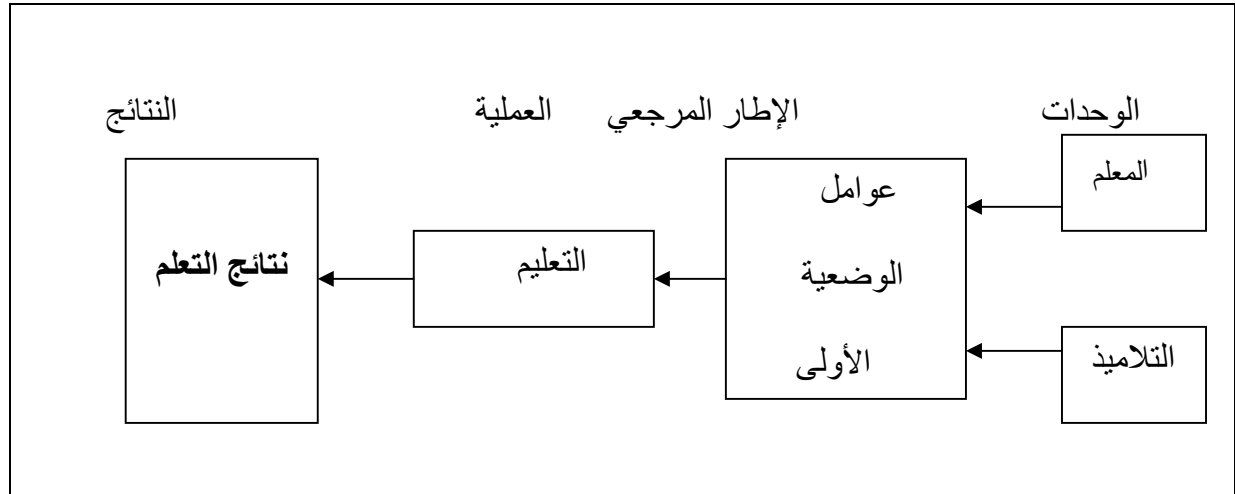 الوحدات الإطار المرجعي العملية النتائج
المعلم
التلاميذ
عوامل
الوضعية
الأولى
التعليم
نتائج التعلم